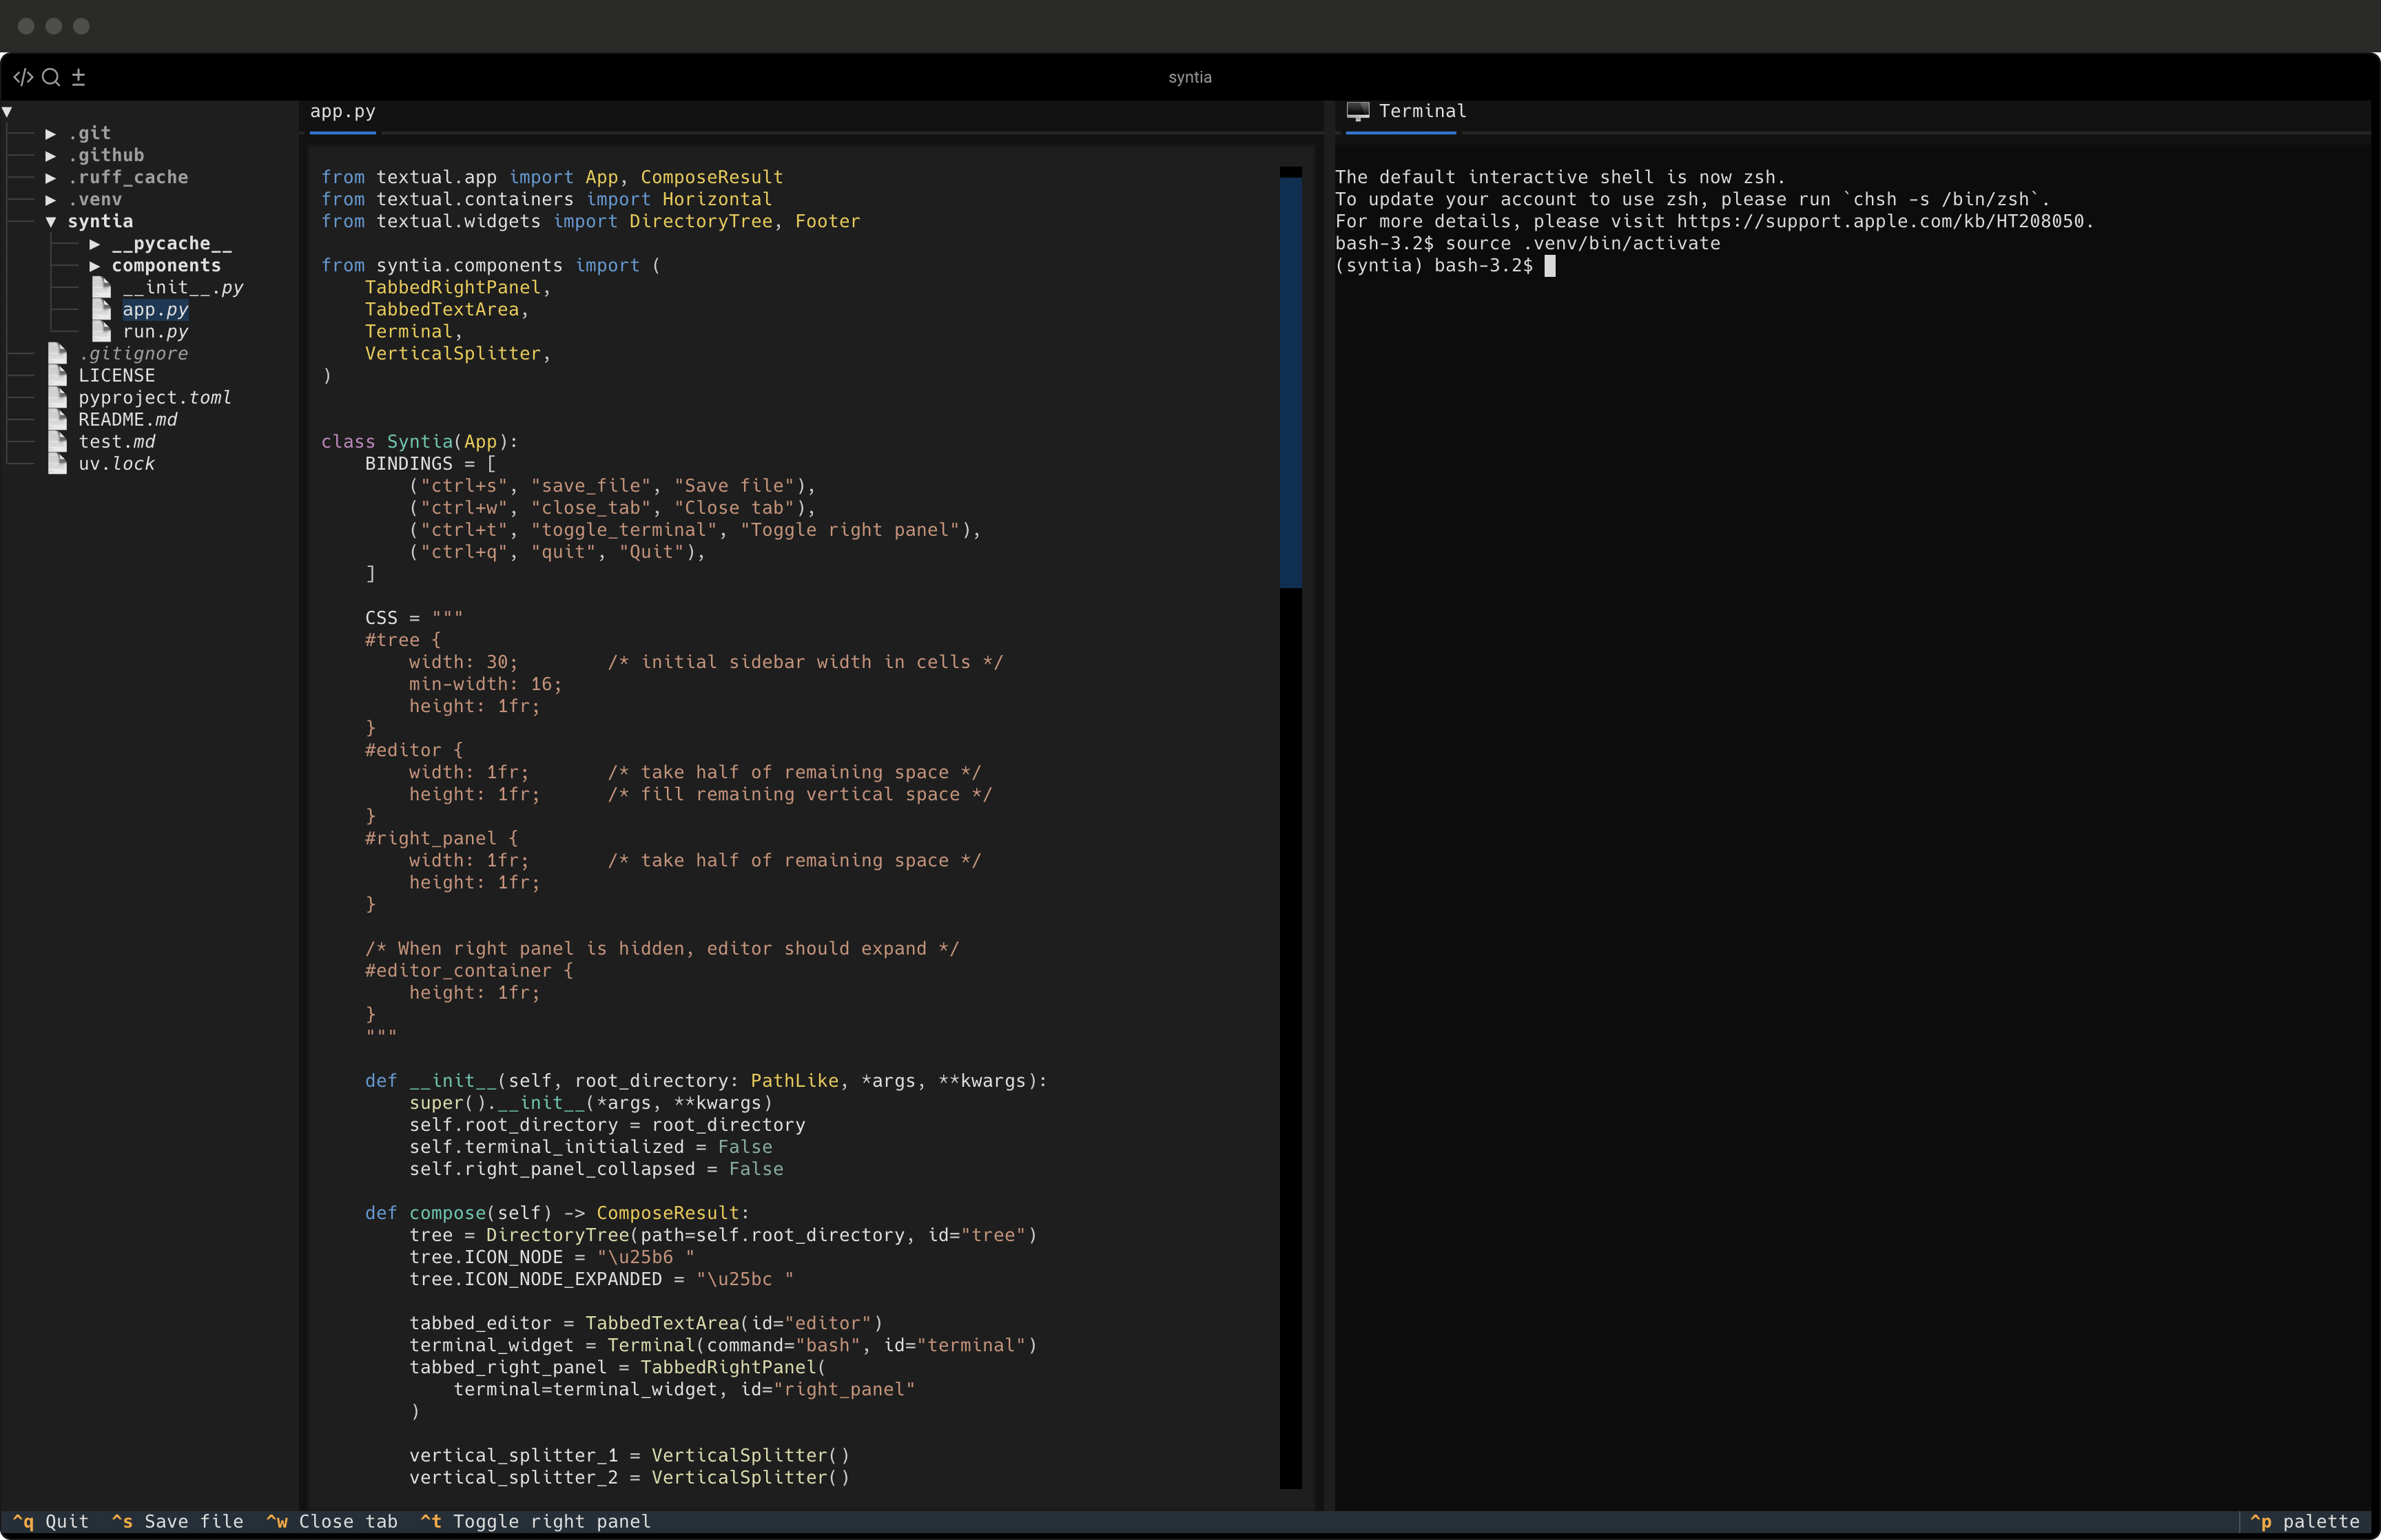 syntia
.git
.github
.ruff_cache
.venv
syntia
__pycache__
components
__init__.py
app.py
run.py
.gitignore
LICENSE
pyproject.toml
README.md
test.md
uv.lock
app.py
from textual.app import App, ComposeResult
from textual.containers import Horizontal
from textual.widgets import DirectoryTree, Footer

from syntia.components import (
    TabbedRightPanel,
    TabbedTextArea,
    Terminal,
    VerticalSplitter,
)


class Syntia(App):
    BINDINGS = [
        ("ctrl+s", "save_file", "Save file"),
        ("ctrl+w", "close_tab", "Close tab"),
        ("ctrl+t", "toggle_terminal", "Toggle right panel"),
        ("ctrl+q", "quit", "Quit"),
    ]

    CSS = """
    #tree {
        width: 30;        /* initial sidebar width in cells */
        min-width: 16;
        height: 1fr;
    }
    #editor {
        width: 1fr;       /* take half of remaining space */
        height: 1fr;      /* fill remaining vertical space */
    }
    #right_panel {
        width: 1fr;       /* take half of remaining space */
        height: 1fr;
    }

    /* When right panel is hidden, editor should expand */
    #editor_container {
        height: 1fr;
    }
    """

    def __init__(self, root_directory: PathLike, *args, **kwargs):
        super().__init__(*args, **kwargs)
        self.root_directory = root_directory
        self.terminal_initialized = False
        self.right_panel_collapsed = False

    def compose(self) -> ComposeResult:
        tree = DirectoryTree(path=self.root_directory, id="tree")
        tree.ICON_NODE = "\u25b6 "
        tree.ICON_NODE_EXPANDED = "\u25bc "

        tabbed_editor = TabbedTextArea(id="editor")
        terminal_widget = Terminal(command="bash", id="terminal")
        tabbed_right_panel = TabbedRightPanel(
            terminal=terminal_widget, id="right_panel"
        )

        vertical_splitter_1 = VerticalSplitter()
        vertical_splitter_2 = VerticalSplitter()
Terminal
The default interactive shell is now zsh.
To update your account to use zsh, please run `chsh -s /bin/zsh`.
For more details, please visit https://support.apple.com/kb/HT208050.
bash-3.2$ source .venv/bin/activate
(syntia) bash-3.2$
^q Quit  ^s Save file  ^w Close tab  ^t Toggle right panel
^p palette